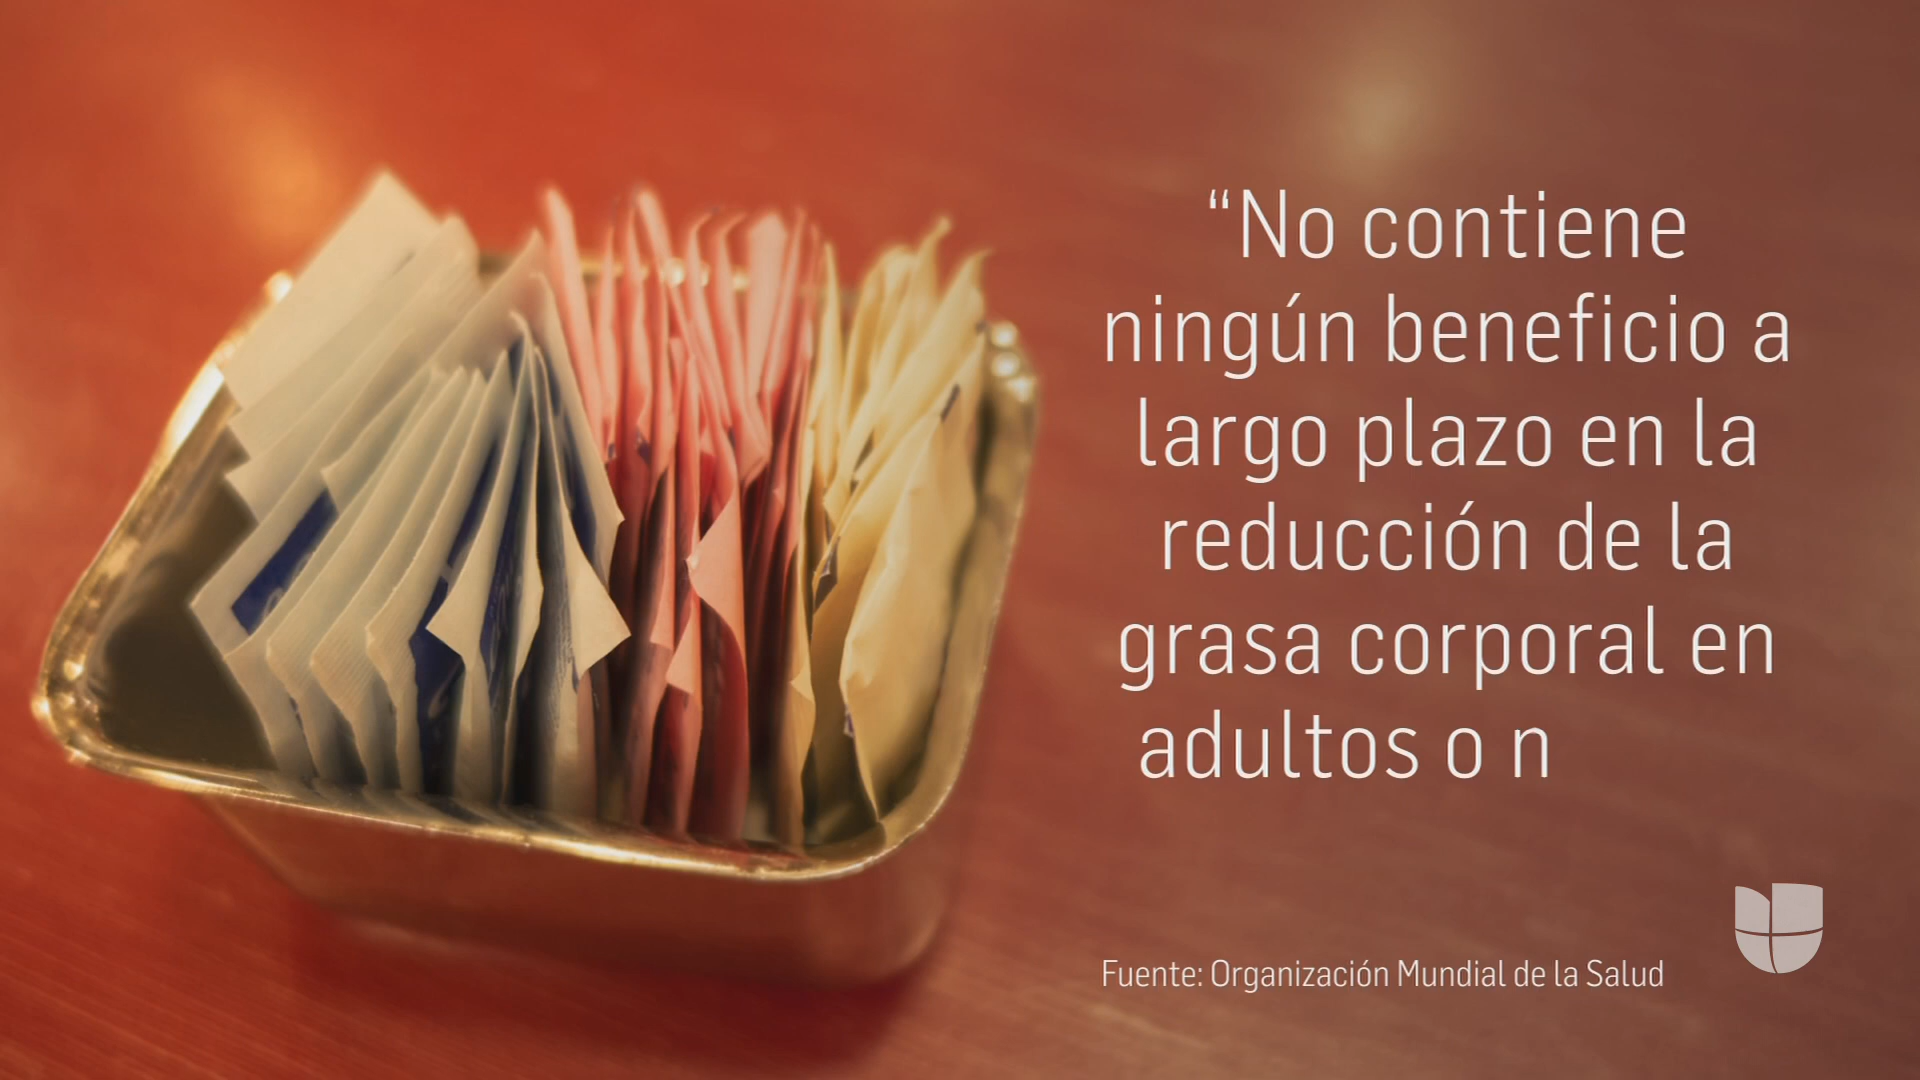 “No contiene
ningún beneficio a
largo plazo en la
reducción de la
grasa corporal en
adultos o n
Fuente: Organización Mundial de la Salud